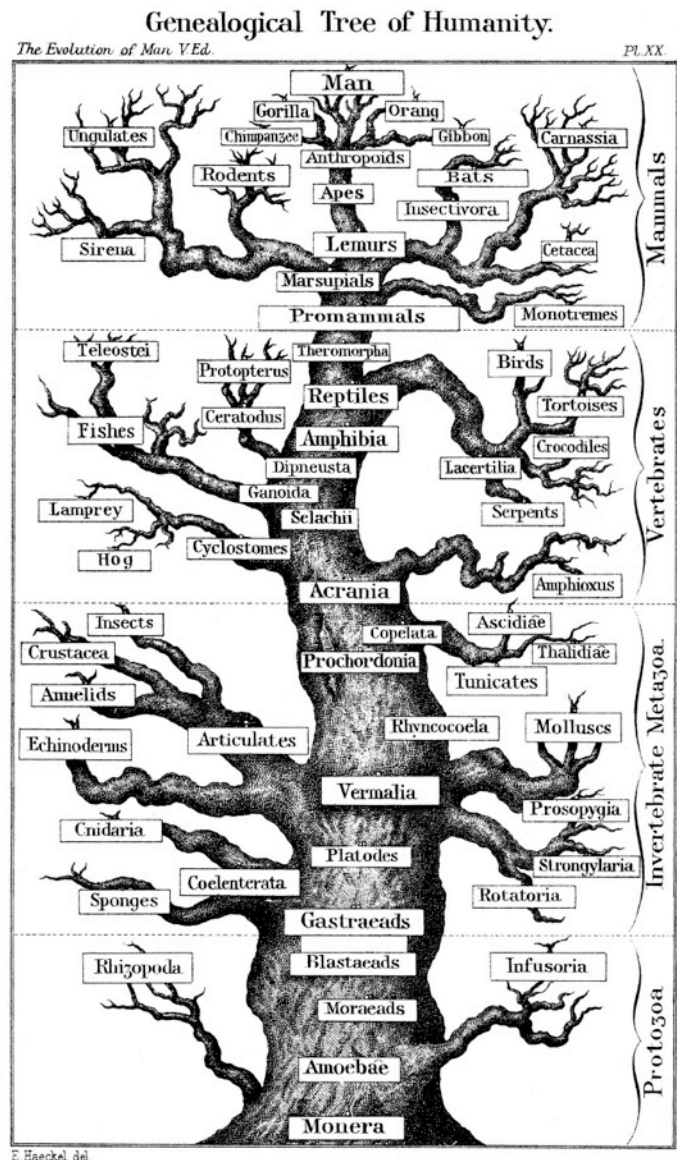 Genealogical Tree of Humanity.
The Evolution of Man V.Ed.
Pl.XX.
Man
Gorilla
Orang
Ungulates
Chimpanzee
Gibbon
Carnassia
Anthropoids
Rodents
Bats
Apes
Insectivora
Sirena
Lemurs
Cetacea
Marsupials
Promammals
Monotremes
Mammals
Teleostei
Theromorpha
Birds
Protopterus
Reptiles
Tortoises
Ceratodus
Fishes
Amphibia
Crocodiles
Dipneusta
Lacertilia
Ganoida
Lamprey
Selachii
Serpents
Cyclostomes
Hog
Acrania
Amphioxus
Vertebrates
Insects
Copelata
Ascidiae
Crustacea
Prochordonia
Thalidiae
Tunicates
Annelids
Rhyncocoela
Molluscs
Echinoderms
Articulates
Vermalia
Prosopygia
Cnidaria
Platodes
Strongylaria
Coelenterata
Rotatoria
Sponges
Gastraeads
Invertebrate Metazoa.
Blastaeads
Rhizopoda
Infusoria
Moraeads
Amoebae
Monera
Protozoa
E. Haeckel del.